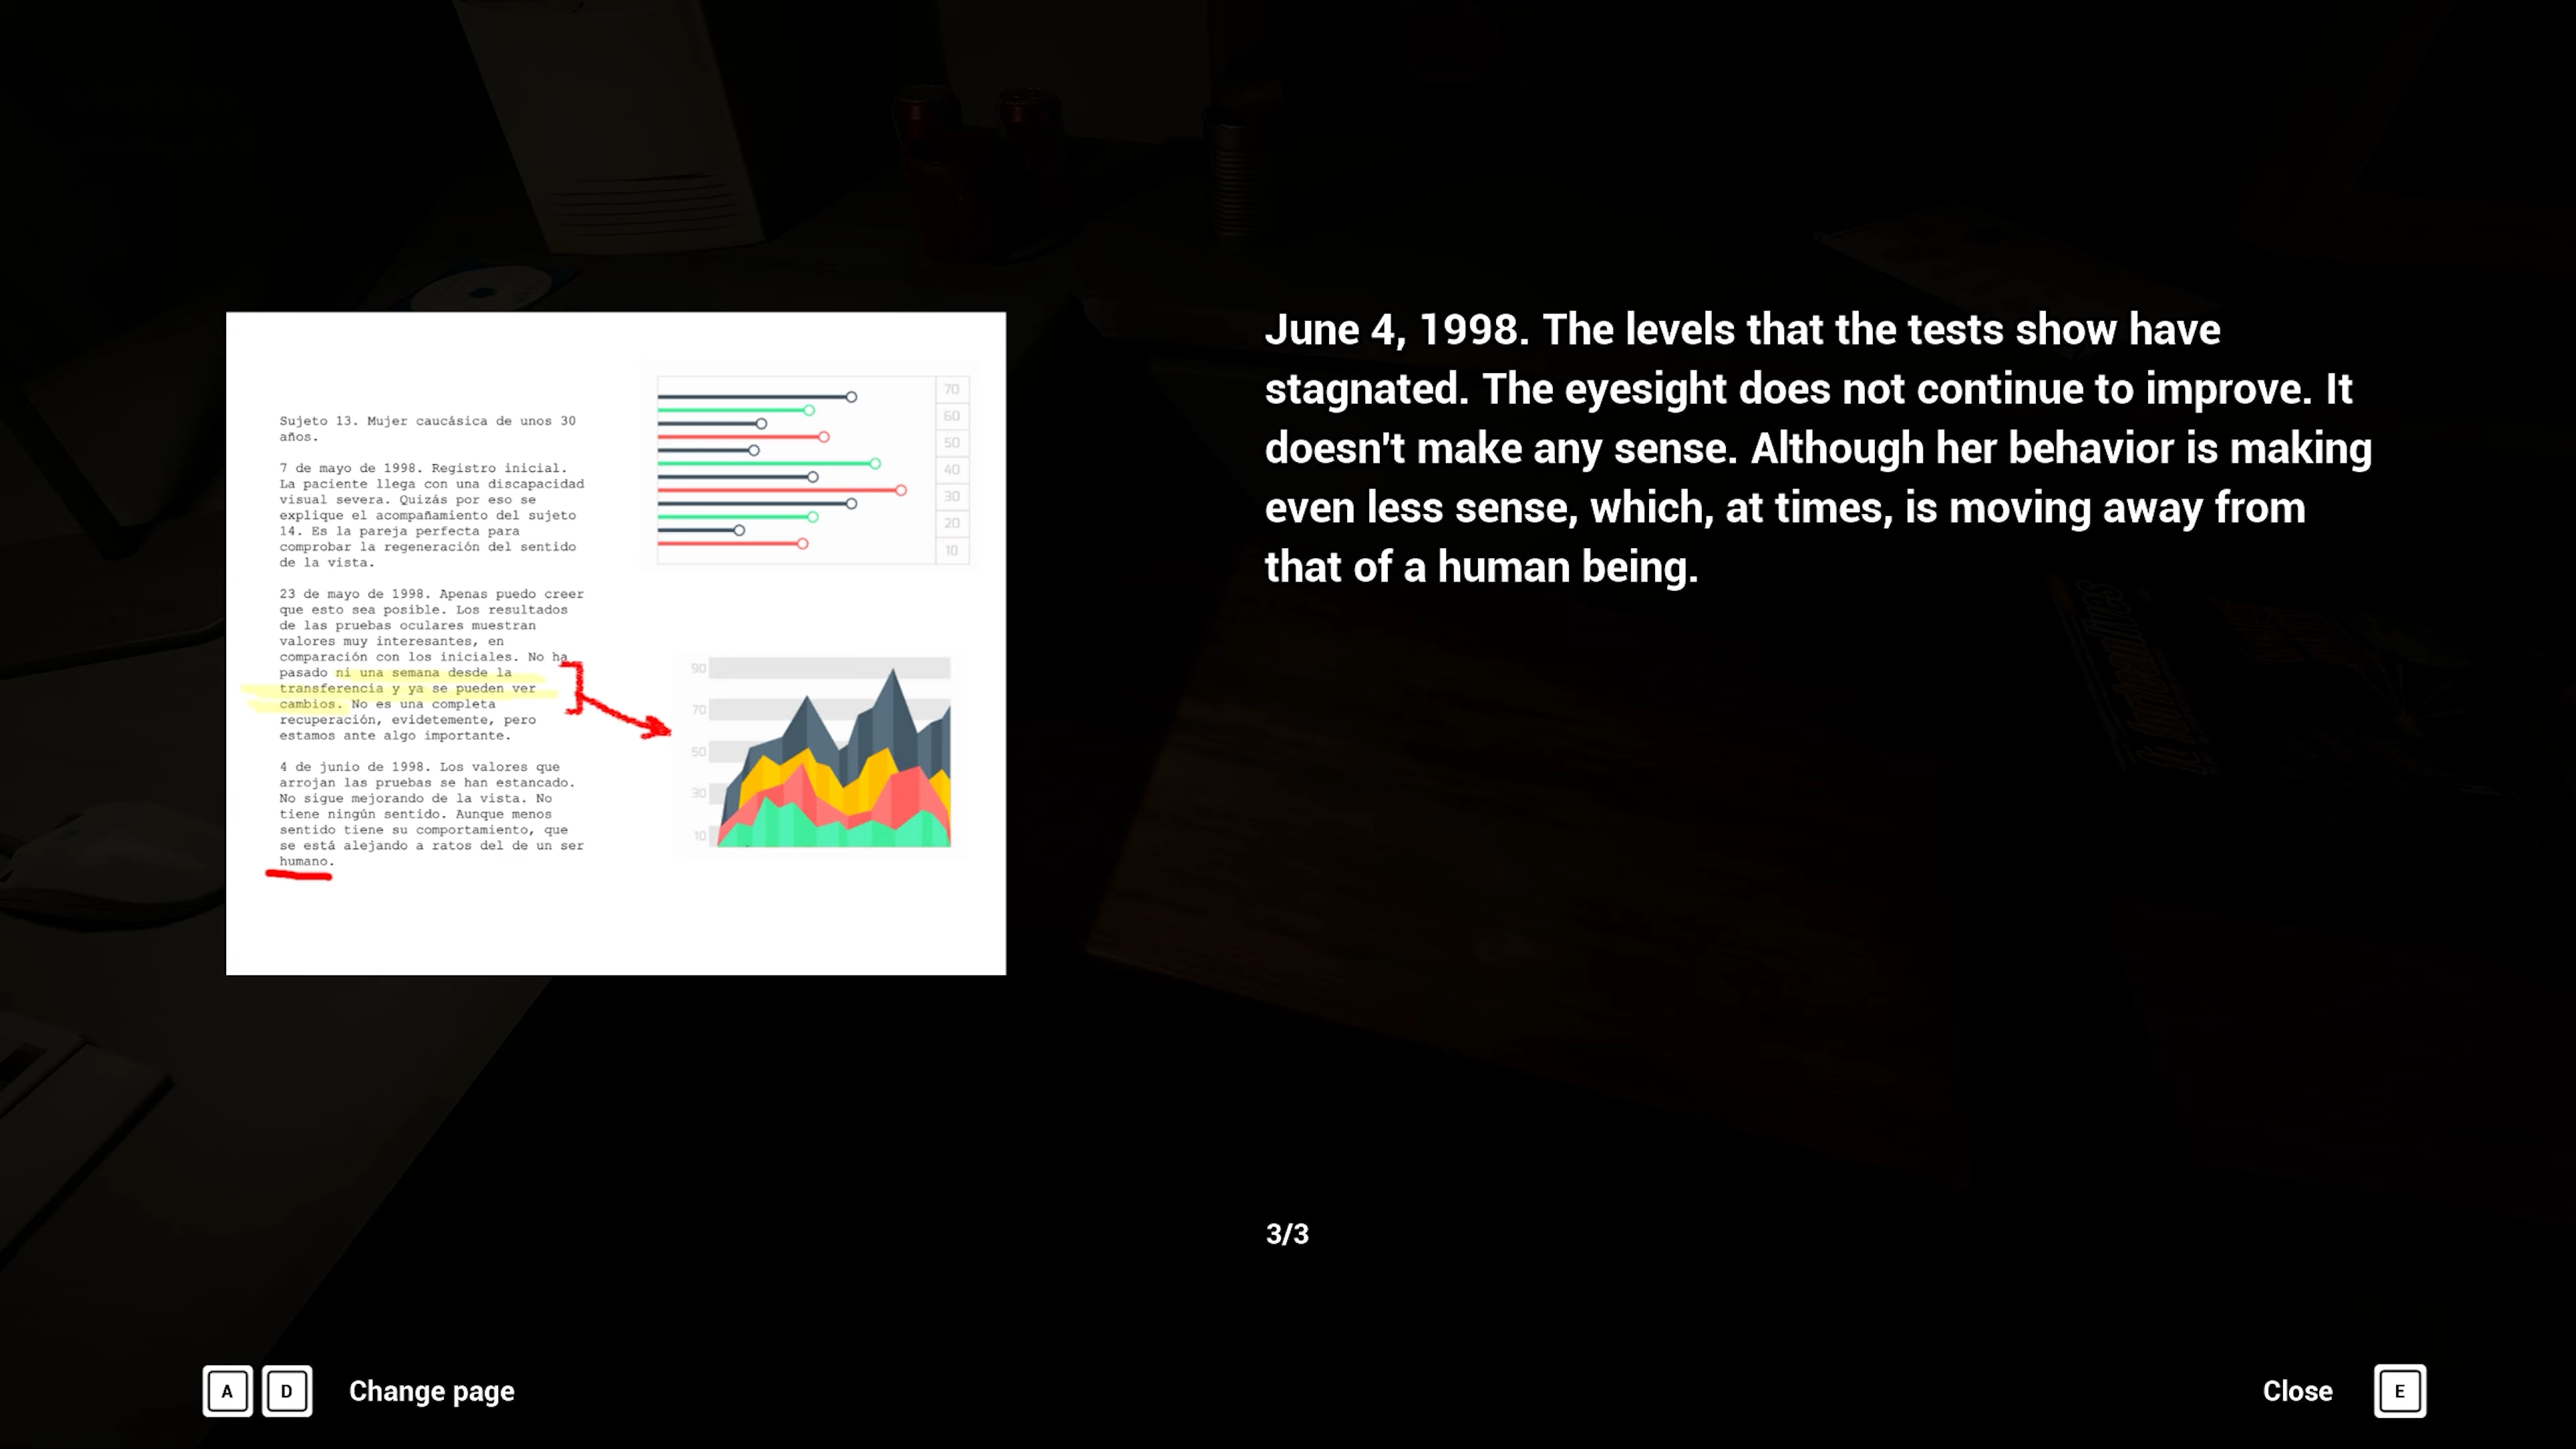 Sujeto 13. Mujer caucásica de unos 30
años.
7 de mayo de 1998. Registro inicial.
La paciente llega con una discapacidad
visual severa. Quizás por eso se
explique el acompañamiento del sujeto
14. Es la pareja perfecta para
comprobar la regeneración del sentido
de la vista.
23 de mayo de 1998. Apenas puedo creer
que esto sea posible. Los resultados
de las pruebas oculares muestran
valores muy interesantes, en
comparación con los iniciales. No ha
pasado ni una semana desde la
transferencia y ya se pueden ver
cambios. No es una completa
recuperación, evidetemente, pero
estamos ante algo importante.
4 de junio de 1998. Los valores que
arrojan las pruebas se han estancado.
No sigue mejorando de la vista. No
tiene ningún sentido. Aunque menos
sentido tiene su comportamiento, que
se está alejando a ratos del de un ser
humano.
70
60
50
40
30
20
10
90
70
50
30
10
June 4, 1998. The levels that the tests show have
stagnated. The eyesight does not continue to improve. It
doesn't make any sense. Although her behavior is making
even less sense, which, at times, is moving away from
that of a human being.
3/3
A D Change page
Close E